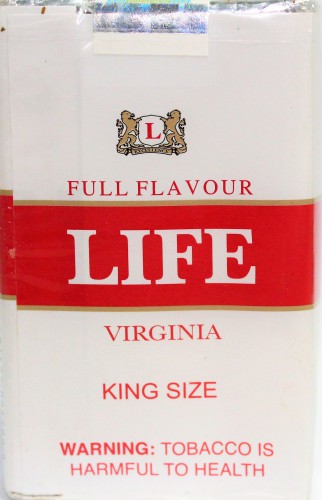 L
FULL FLAVOUR
LIFE
VIRGINIA
KING SIZE
WARNING: TOBACCO IS
HARMFUL TO HEALTH